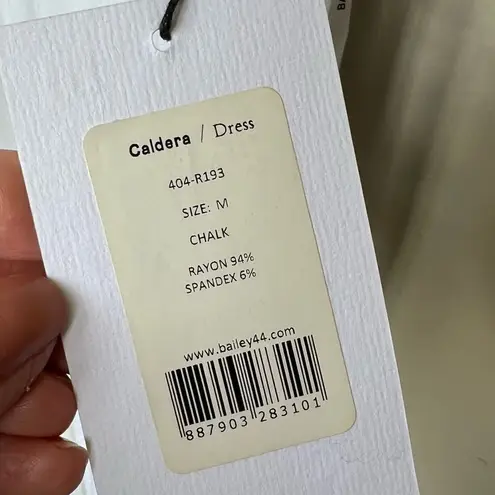 Caldera / Dress
404-R193
SIZE: M
CHALK
RAYON 94%
SPANDEX 6%
www.bailey44.com
887903 283101